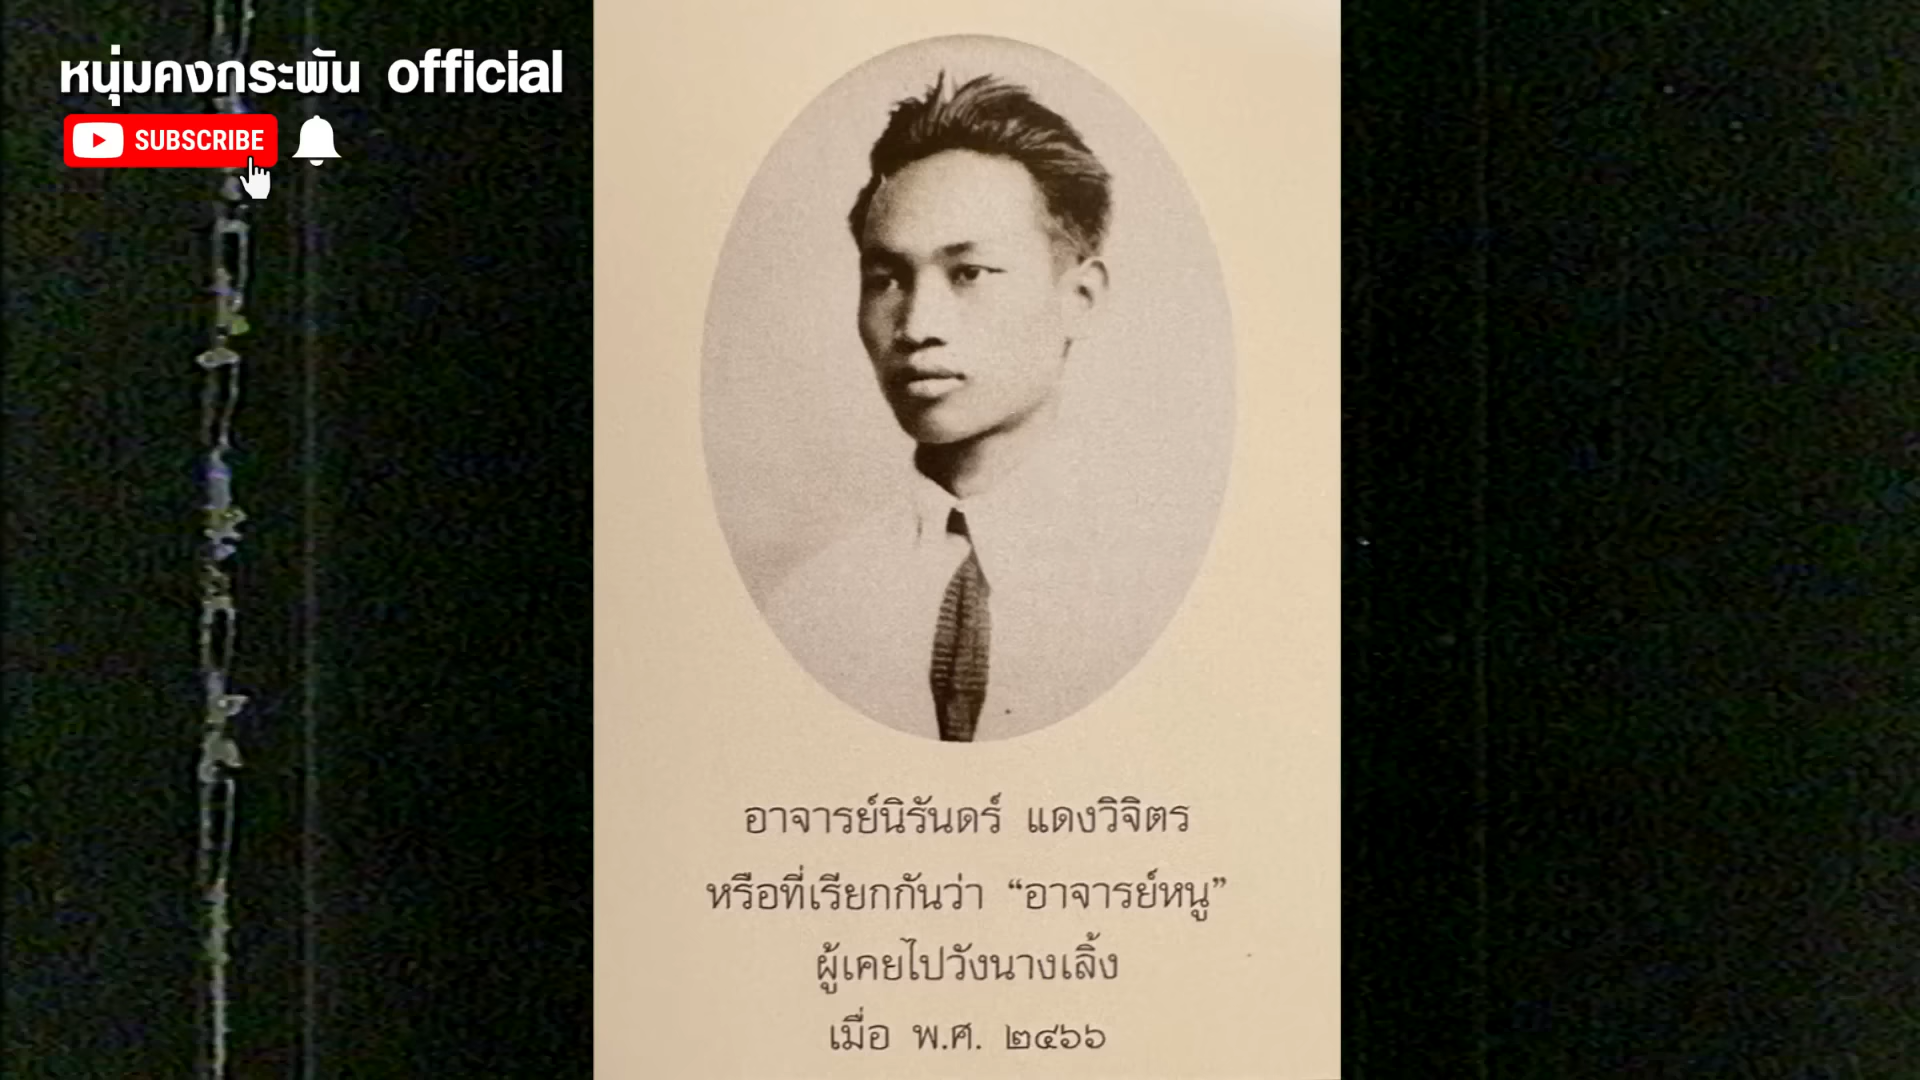 หนุ่มคงกระพัน official
SUBSCRIBE
อาจารย์นิรันดร์ แดงวิจิตร
หรือที่เรียกกันว่า “อาจารย์หนู”
ผู้เคยไปวังนางเลิ้ง
เมื่อ พ.ศ. ๒๔๖๖